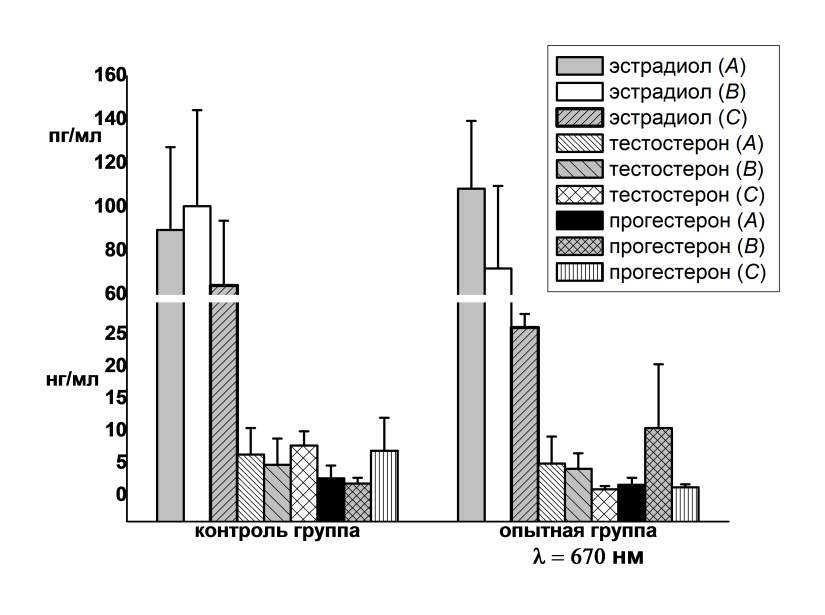 160
140
пг/мл
120
100
80
60
25
20
нг/мл
15
10
5
0
эстрадиол (A)
эстрадиол (B)
эстрадиол (C)
тестостерон (A)
тестостерон (B)
тестостерон (C)
прогестерон (A)
прогестерон (B)
прогестерон (C)
контроль группа
опытная группа
λ = 670 нм